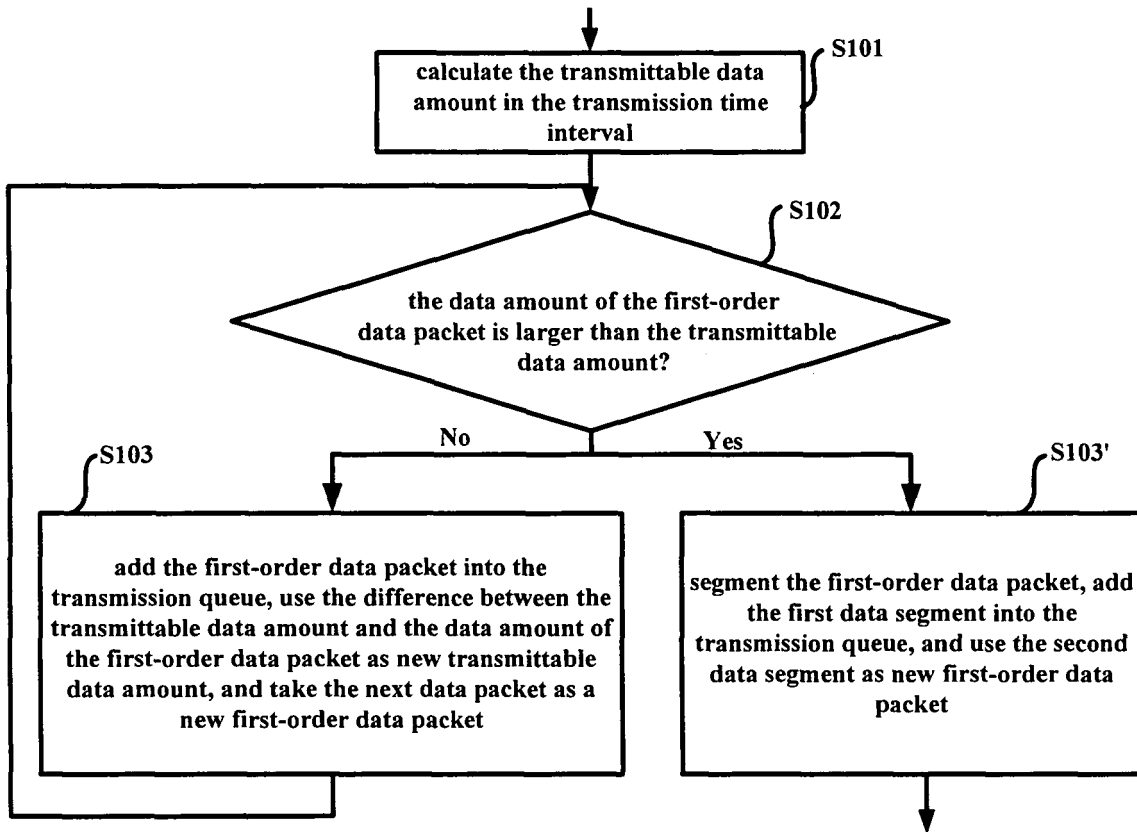 S101
calculate the transmittable data
amount in the transmission time
interval
S102
the data amount of the first-order
data packet is larger than the transmittable
data amount?
No
Yes
S103
S103'
add the first-order data packet into the
transmission queue, use the difference between the
transmittable data amount and the data amount of
the first-order data packet as new transmittable
data amount, and take the next data packet as a
new first-order data packet
segment the first-order data packet, add
the first data segment into the
transmission queue, and use the second
data segment as new first-order data
packet